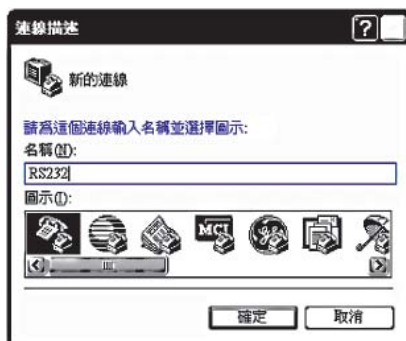 連線描述
?
新的連線
請為這個連線輸入名稱並選擇圖示:
名稱(N):
RS232
圖示(I):
MCI
確定
取消